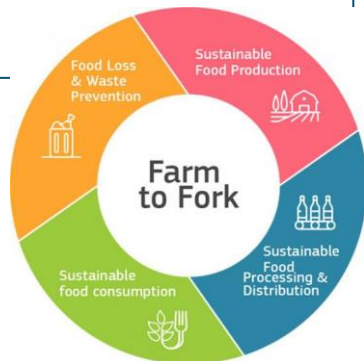 Food Loss
& Waste
Prevention
Sustainable
Food Production
Farm
to Fork
Sustainable
Food
Processing &
Distribution
Sustainable
food consumption